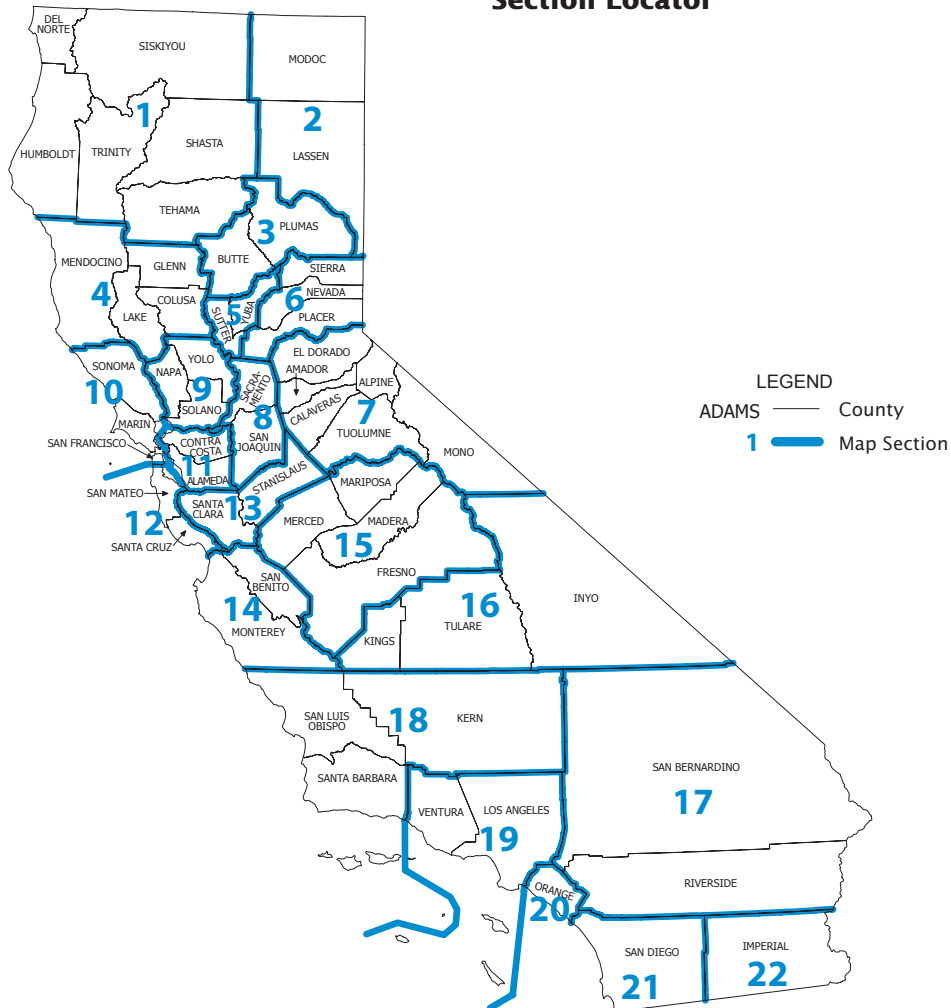 Section Locator
DEL
NORTE
SISKIYOU
MODOC
1
2
HUMBOLDT
TRINITY
SHASTA
LASSEN
TEHAMA
3
PLUMAS
MENDOCINO
GLENN
BUTTE
SIERRA
4
COLUSA
LAKE
SUTTER
5
YUBA
6
NEVADA
PLACER
SONOMA
10
NAPA
YOLO
9
SOLANO
SACRA-
MENTO
EL DORADO
AMADOR
ALPINE
MARIN
8
CALAVERAS
7
TUOLUMNE
SAN FRANCISCO
CONTRA
COSTA
SAN
JOAQUIN
MONO
11
ALAMEDA
STANISLAUS
MARIPOSA
SAN MATEO
SANTA
CLARA
13
12
SANTA CRUZ
MERCED
MADERA
15
FRESNO
SAN
BENITO
14
MONTEREY
16
TULARE
KINGS
INYO
SAN LUIS
OBISPO
18
KERN
SANTA BARBARA
SAN BERNARDINO
17
VENTURA
LOS ANGELES
19
ORANGE
20
RIVERSIDE
SAN DIEGO
21
IMPERIAL
22
LEGEND
ADAMS County
1 Map Section